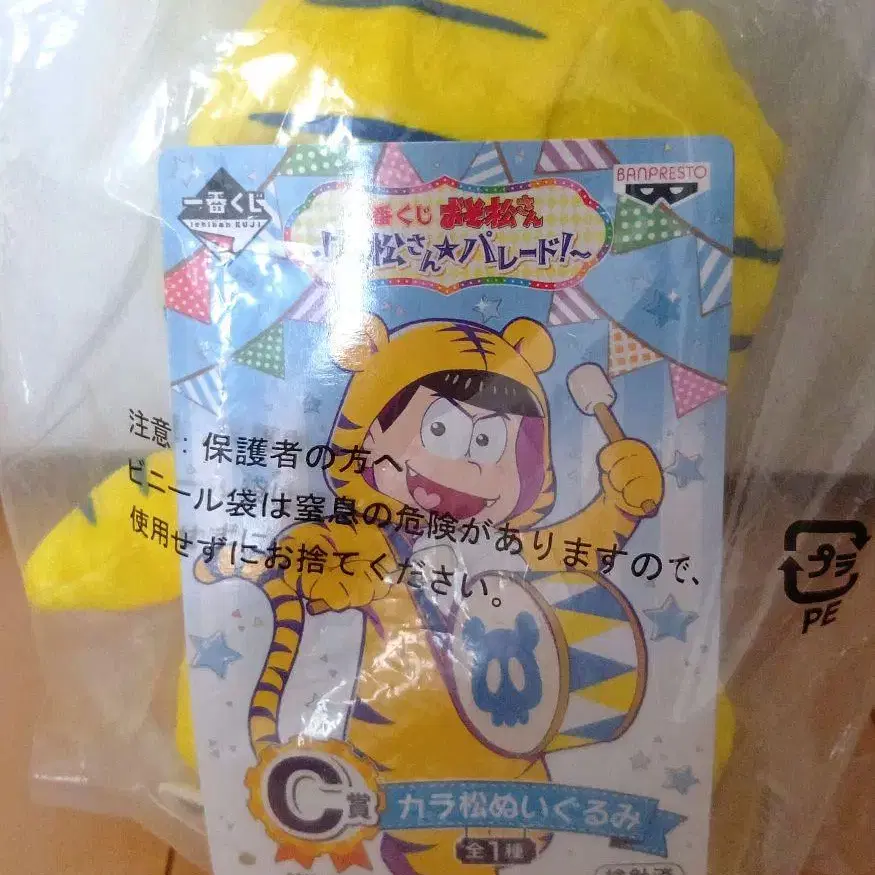 一番くじ
Ichiban KUJI
BANPRESTO
番くじ おそ松さん
松さん★パレード!~
注意:保護者の方へ、
ビニール袋は窒息の危険がありますので、
使用せずにお捨てください。
プラ
PE
C賞
カラ松ぬいぐるみ
全1種